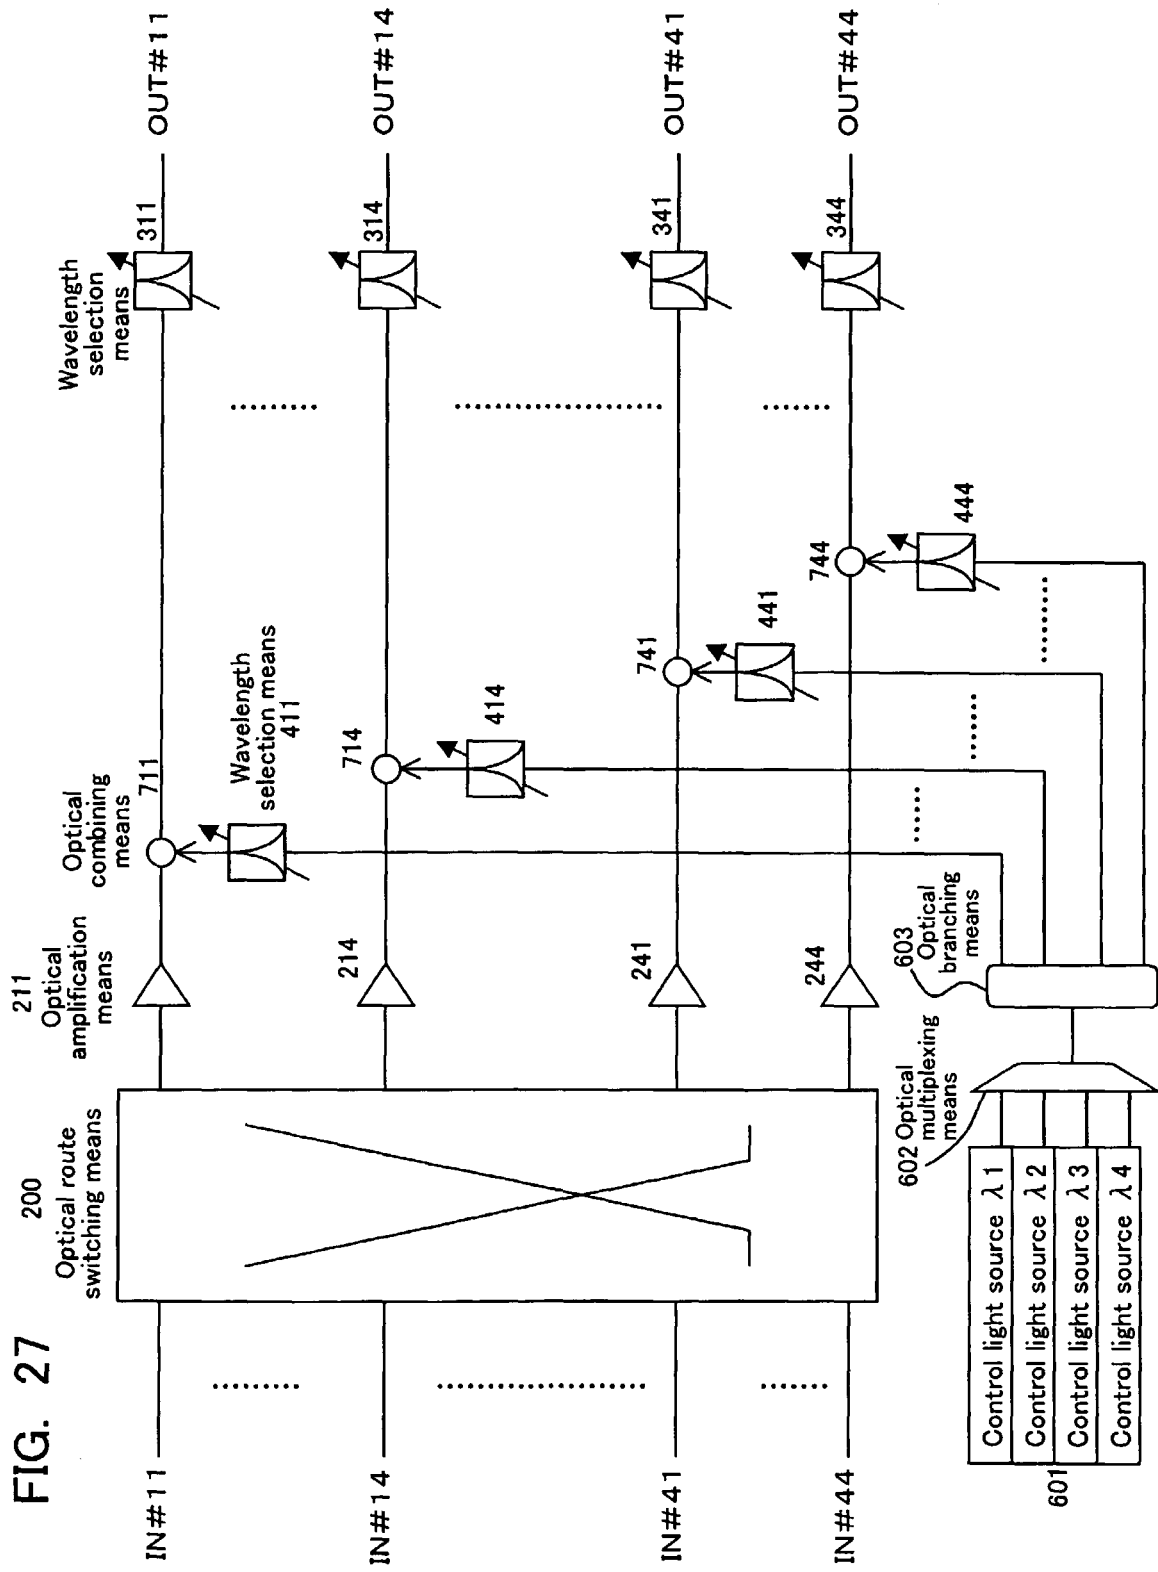 FIG. 27
200
Optical route
switching means
211
Optical
amplification
means
Optical
combining
means
711
Wavelength
selection means
411
Wavelength
selection
means
311
IN#11
OUT#11
214
714
414
314
IN#14
OUT#14
241
741
441
341
IN#41
OUT#41
244
744
444
344
IN#44
OUT#44
602 Optical
multiplexing
means
603
Optical
branching
means
Control light source λ1
Control light source λ2
Control light source λ3
Control light source λ4
601